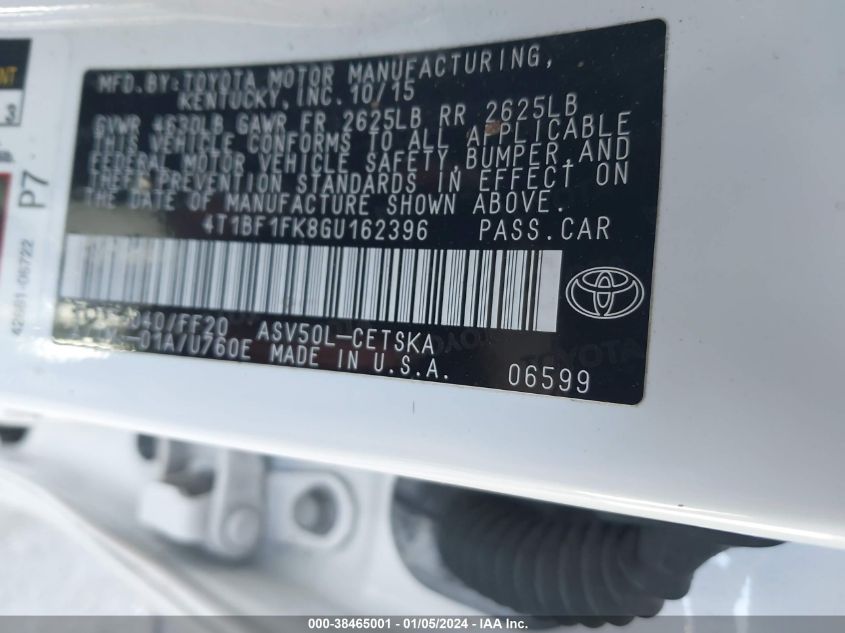 MFD.BY:TOYOTA MOTOR MANUFACTURING,
KENTUCKY,INC.10/15
GVWR 4630LB GAWR FR 2625LB RR 2625LB
THIS VEHICLE CONFORMS TO ALL APPLICABLE
FEDERAL MOTOR VEHICLE SAFETY,BUMPER,AND
THEFT PREVENTION STANDARDS IN EFFECT ON
THE DATE OF MANUFACTURE SHOWN ABOVE.
4T1BF1FK8GU162396 PASS.CAR
040/FF20 ASV50L-CETSKA
-01A/U760E MADE IN U.S.A.
06599
TOYOTA
P7
42661-06722
000-38465001 - 01/05/2024 - IAA Inc.